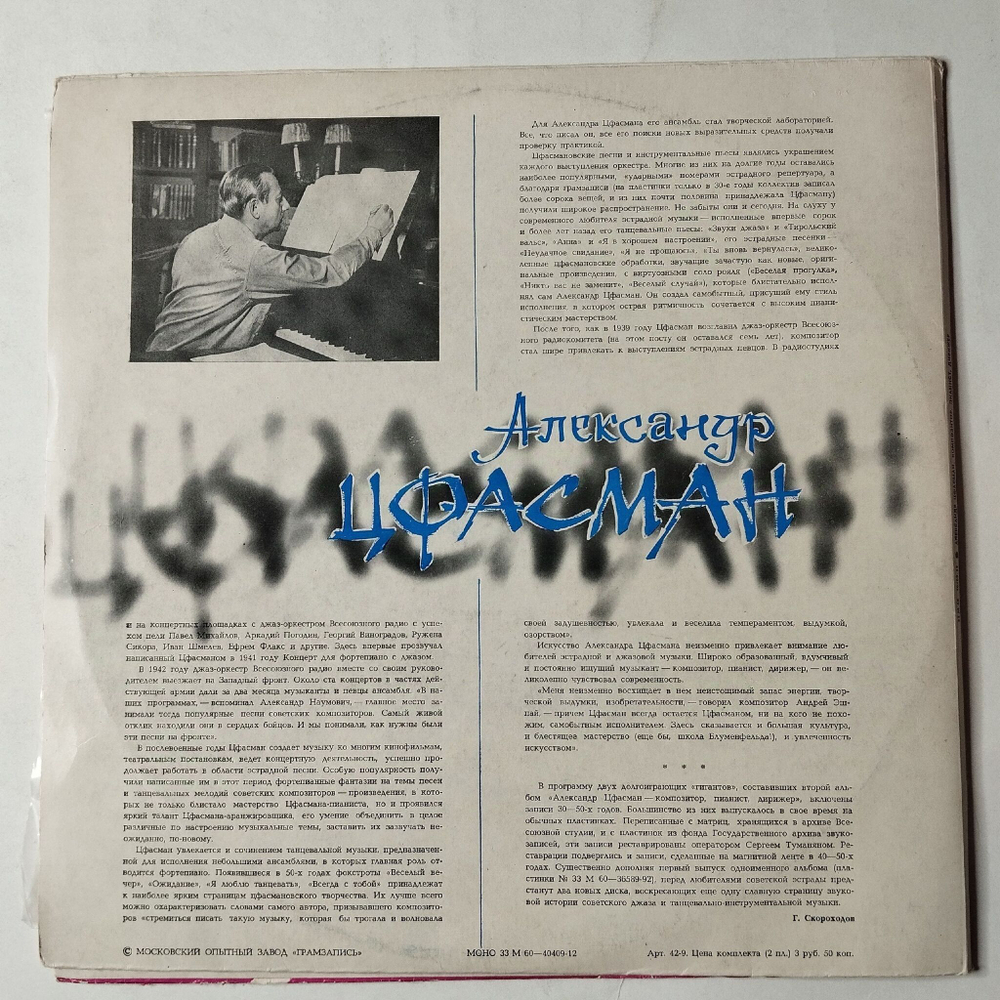 Для Александра Цфасмана его ансамбль стал творческой лабораторией.
Все, что писал он, все его поиски новых выразительных средств получали
проверку практикой.
Цфасмановские песни и инструментальные пьесы являлись украшением
каждого выступления оркестра. Многие из них на долгие годы оставались
наиболее популярными, «ударными» номерами эстрадного репертуара, а
благодаря грамзаписи (на пластинки только в 30-е годы коллектив записал
более сорока вещей, и из них почти половина принадлежала Цфасману)
получили широкое распространение. Не забыты они и сегодня. На слуху у
современного любителя эстрадной музыки — исполненные впервые сорок
и более лет назад его танцевальные пьесы: «Звуки джаза» и «Тирольский
вальс», «Анна» и «Я в хорошем настроении», его эстрадные песенки —
«Неудачное свидание», «Я не прощаюсь», «Ты вновь вернулась», велико-
лепные цфасмановские обработки, звучащие зачастую как новые, ориги-
нальные произведения, с виртуозными соло рояля («Веселая прогулка»,
«Никто вас не заменит», «Веселый случай»), которые блистательно испол-
нял сам Александр Цфасман. Он создал самобытный, присущий ему стиль
исполнения, в котором острая ритмичность сочетается с высоким пиани-
стическим мастерством.
После того, как в 1939 году Цфасман возглавил джаз-оркестр Всесоюз-
ного радиокомитета (на этом посту он оставался семь лет), композитор
стал шире привлекать к выступлениям эстрадных певцов. В радиостудиях
Александр
ЦФАСМАН
и на концертных площадках с джаз-оркестром Всесоюзного радио с успе-
хом пели Павел Михайлов, Аркадий Погодин, Георгий Виноградов, Ружена
Сикора, Иван Шмелев, Ефрем Флакс и другие. Здесь впервые прозвучал
написанный Цфасманом в 1941 году Концерт для фортепиано с джазом.
В 1942 году джаз-оркестр Всесоюзного радио вместе со своим руково-
дителем выезжает на Западный фронт. Около ста концертов в частях дей-
ствующей армии дали за два месяца музыканты и певцы ансамбля. «В на-
ших программах, — вспоминал Александр Наумович, — главное место за-
нимали тогда популярные песни советских композиторов. Самый живой
отклик находили они в сердцах бойцов. И мы понимали, как нужны были
эти песни на фронте».
В послевоенные годы Цфасман создает музыку ко многим кинофильмам,
театральным постановкам, ведет концертную деятельность, успешно про-
должает работать в области эстрадной песни. Особую популярность полу-
чили написанные им в этот период фортепианные фантазии на темы песен
и танцевальных мелодий советских композиторов — произведения, в кото-
рых не только блистало мастерство Цфасмана-пианиста, но и проявился
яркий талант Цфасмана-аранжировщика, его умение объединить в целое
различные по настроению музыкальные темы, заставить их зазвучать не-
ожиданно, по-новому.
Цфасман увлекается и сочинением танцевальной музыки, предназначен-
ной для исполнения небольшими ансамблями, в которых главная роль от-
водится фортепиано. Появившиеся в 50-х годах фокстроты «Веселый ве-
чер», «Ожидание», «Я люблю танцевать», «Всегда с тобой» принадлежат
к наиболее ярким страницам цфасмановского творчества. Их лучше всего
можно охарактеризовать словами самого автора, призывавшего композито-
ров «стремиться писать такую музыку, которая бы трогала и волновала
своей задушевностью, увлекала и веселила темпераментом, выдумкой,
озорством».
Искусство Александра Цфасмана неизменно привлекает внимание лю-
бителей эстрадной и джазовой музыки. Широко образованный, вдумчивый
и постоянно ищущий музыкант — композитор, пианист, дирижер, — он ве-
ликолепно чувствовал современность.
«Меня неизменно восхищает в нем неистощимый запас энергии, твор-
ческой выдумки, изобретательности, — говорил композитор Андрей Эш-
пай, — причем Цфасман всегда остается Цфасманом, ни на кого не похо-
жим, самобытным исполнителем. Здесь сказывается и большая культура,
и блестящее мастерство (еще бы, школа Блуменфельда!), и увлеченность
искусством».
* * *
В программу двух долгоиграющих «гигантов», составивших второй аль-
бом «Александр Цфасман — композитор, пианист, дирижер», включены
записи 30—50-х годов. Большинство из них выпускалось в свое время на
обычных пластинках. Переписанные с матриц, хранящихся в архиве Все-
союзной студии, и с пластинок из фонда Государственного архива звуко-
записей, эти записи реставрированы оператором Сергеем Туманяном. Ре-
ставрации подверглись и записи, сделанные на магнитной ленте в 40—50-х
годах. Существенно дополняя первый выпуск одноименного альбома (пла-
стинки № 33 М 60—36589-92), перед любителями советской эстрады пред-
станут два новых диска, воскресающих еще одну главную страницу звуко-
вой истории советского джаза и танцевально-инструментальной музыки.
Г. Скороходов
© МОСКОВСКИЙ ОПЫТНЫЙ ЗАВОД «ГРАМЗАПИСЬ»
МОНО 33 М 60—40409-12
Арт. 42-9. Цена комплекта (2 пл.) 3 руб. 50 коп.